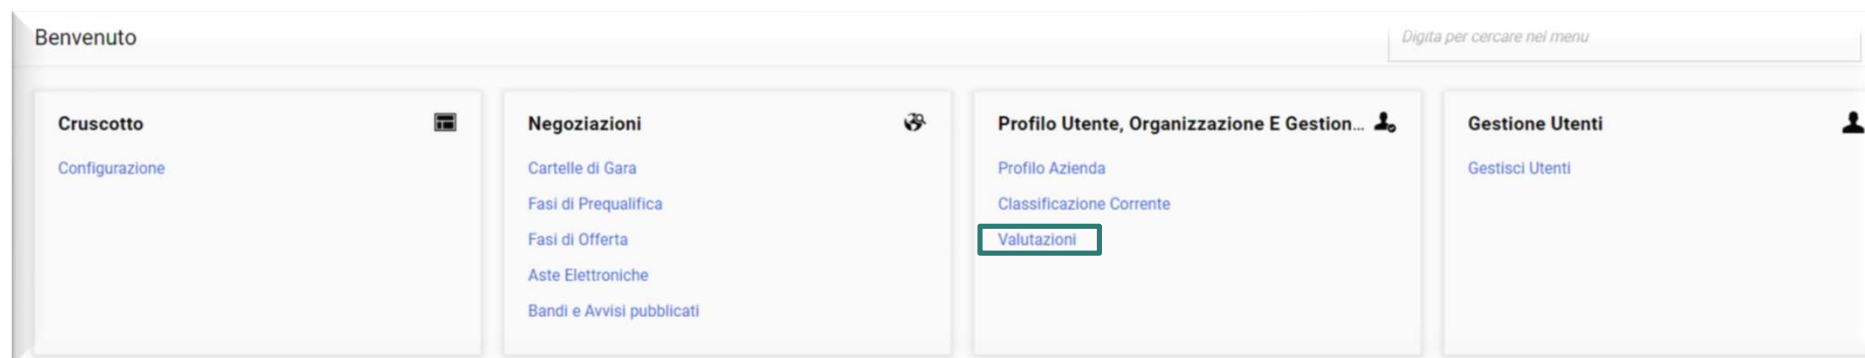 Benvenuto
Digita per cercare nel menu
Cruscotto
Configurazione
Negoziazioni
Cartelle di Gara
Fasi di Prequalifica
Fasi di Offerta
Aste Elettroniche
Bandi e Avvisi pubblicati
Profilo Utente, Organizzazione E Gestion...
Profilo Azienda
Classificazione Corrente
Valutazioni
Gestione Utenti
Gestisci Utenti